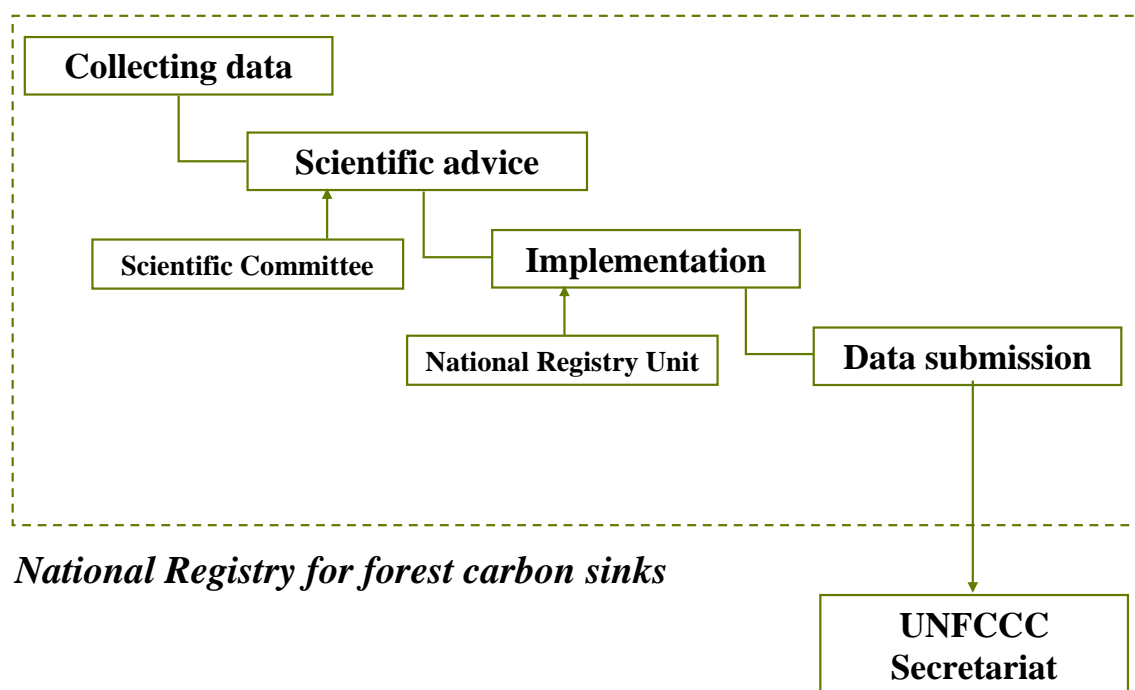 Collecting data
Scientific advice
Scientific Committee
Implementation
National Registry Unit
Data submission
National Registry for forest carbon sinks
UNFCCC
Secretariat